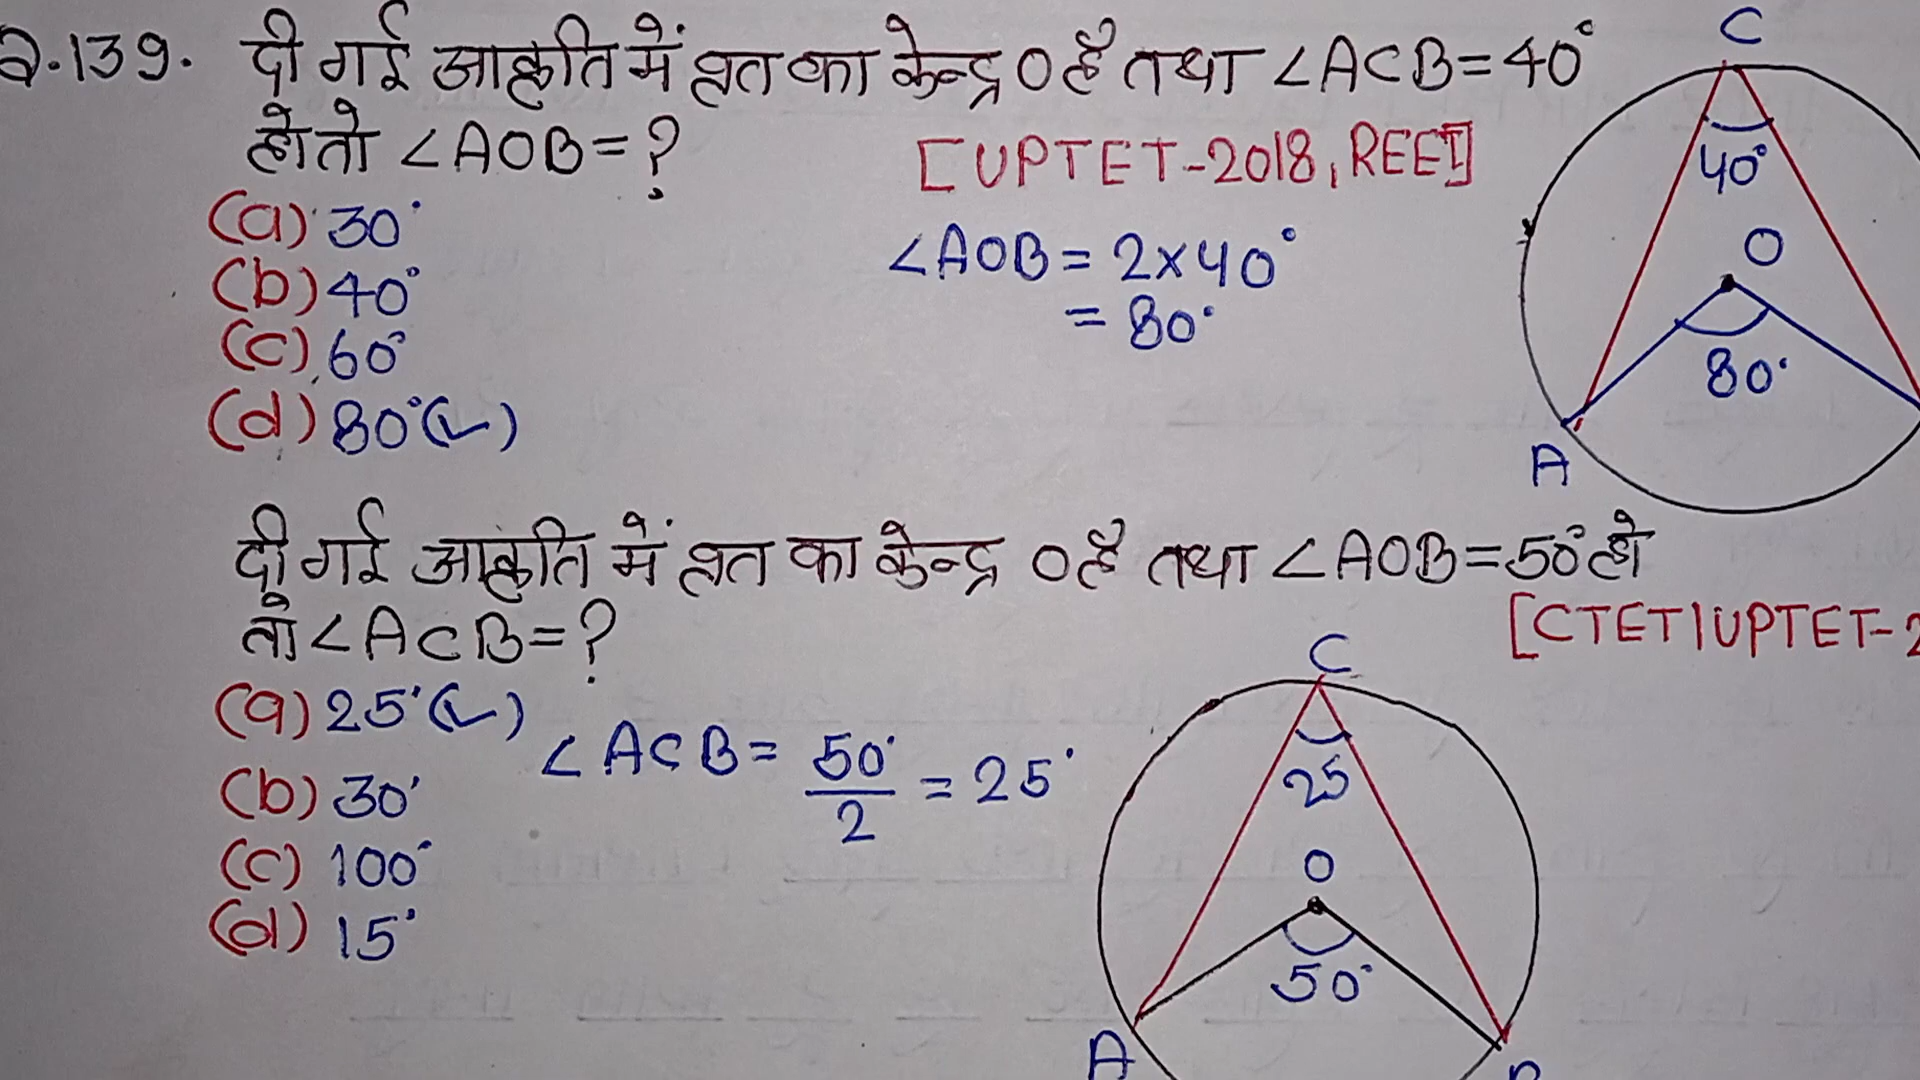 Q.139. दी गई आकृति में वृत का केन्द्र O है तथा ∠ACB=40°
हो तो ∠AOB=?
[UPTET-2018, REET]
(a) 30°
(b) 40°
(c) 60°
(d) 80°(✓)
∠AOB = 2×40°
= 80°
C
40°
O
80°
A
दी गई आकृति में वृत का केन्द्र O है तथा ∠AOB=50° हो
तो ∠ACB=?
[CTET|UPTET-2
(a) 25°(✓)
(b) 30°
(c) 100°
(d) 15°
∠ACB = 50°/2 = 25°
C
25
O
50°
A
B